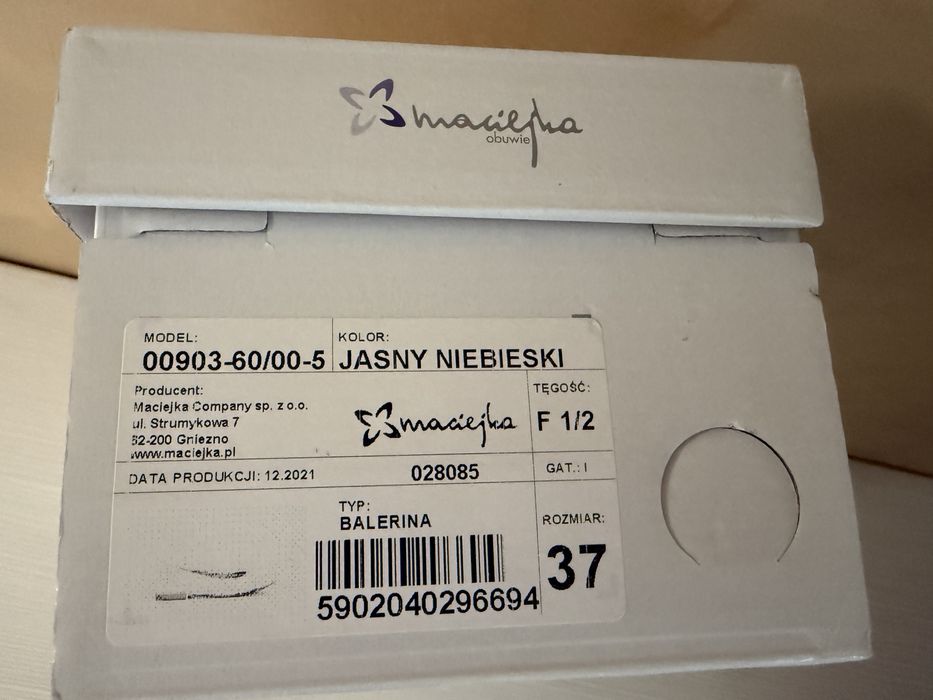 maciejka
obuwie
MODEL:
00903-60/00-5
KOLOR:
JASNY NIEBIESKI
Producent:
Maciejka Company sp. z o.o.
ul. Strumykowa 7
62-200 Gniezno
www.maciejka.pl
maciejka
TĘGOŚĆ:
F 1/2
DATA PRODUKCJI: 12.2021
028085
GAT.: I
TYP:
BALERINA
ROZMIAR:
37
5902040296694